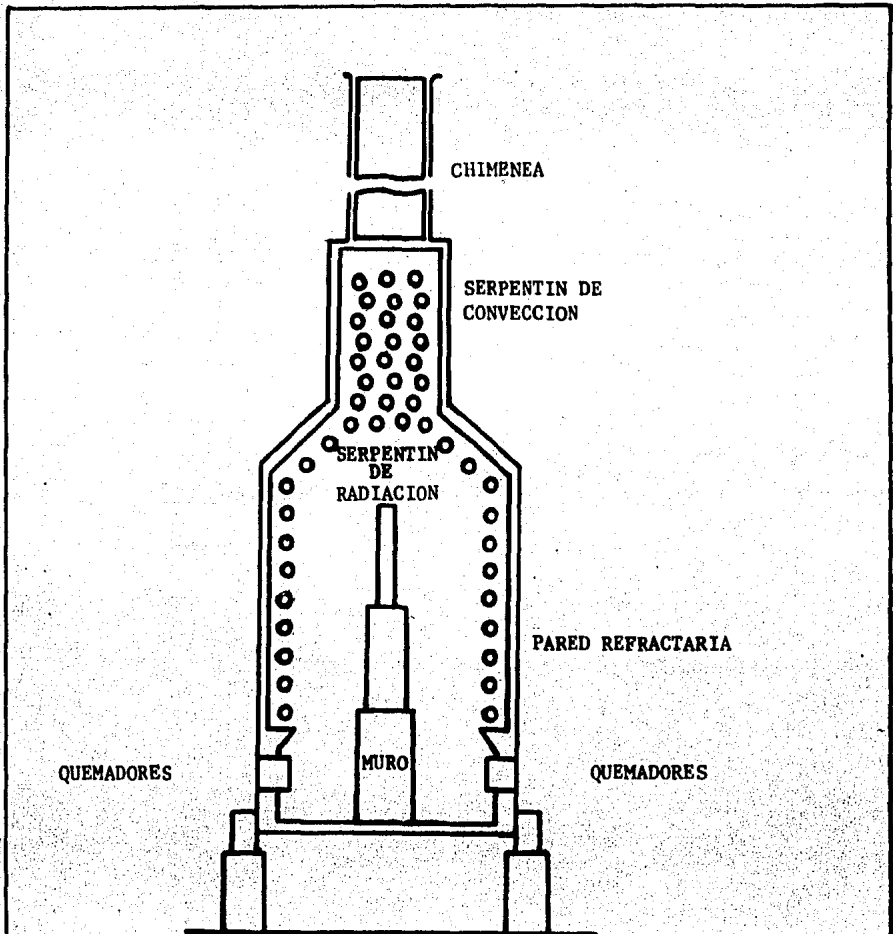 CHIMENEA
SERPENTIN DE
CONVECCION
SERPENTIN
DE
RADIACION
PARED REFRACTARIA
QUEMADORES
MURO
QUEMADORES